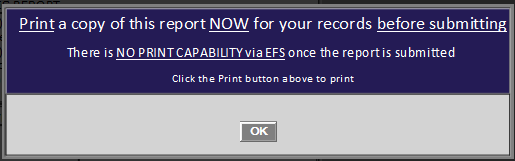 Print a copy of this report NOW for your records before submitting
There is NO PRINT CAPABILITY via EFS once the report is submitted
Click the Print button above to print
OK